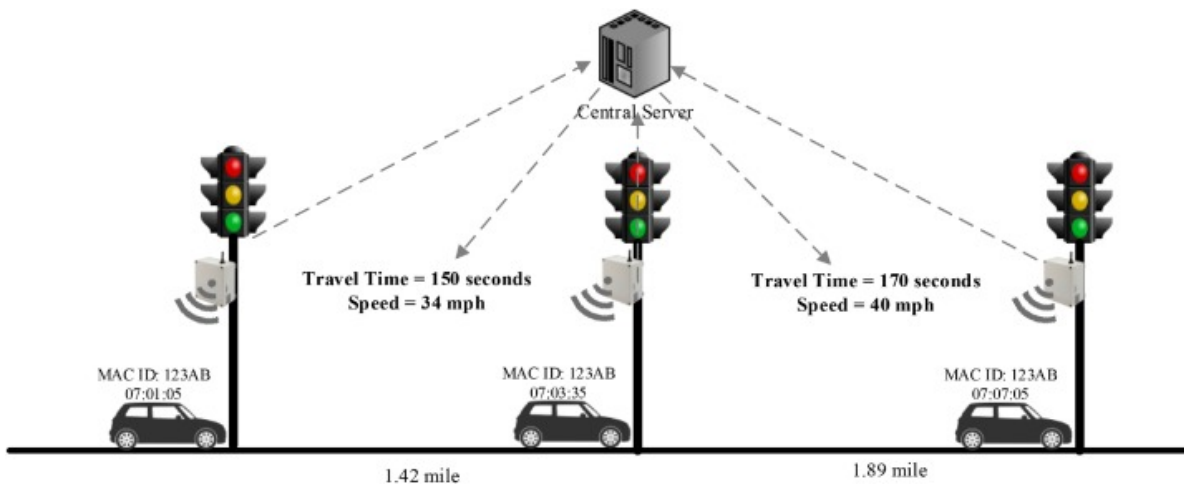 Central Server
Travel Time = 150 seconds
Speed = 34 mph
Travel Time = 170 seconds
Speed = 40 mph
MAC ID: 123AB
07:01:05
MAC ID: 123AB
07:03:35
MAC ID: 123AB
07:07:05
1.42 mile
1.89 mile